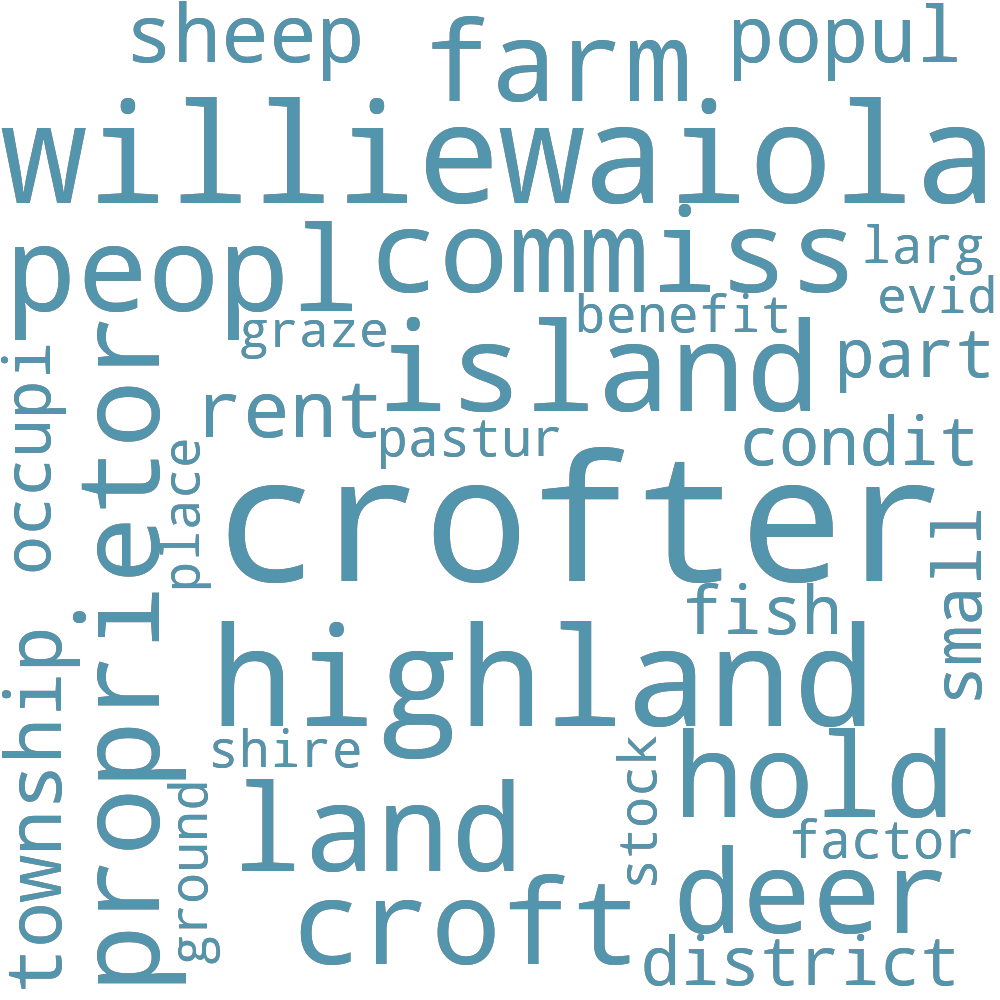 sheep farm popul
williewaiola
peopl commiss larg
benefit evid
graze island part
rent pastur condit
occupi proprietor place
crofter
fish small
highland
township shire hold
land stock factor
ground croft deer
district